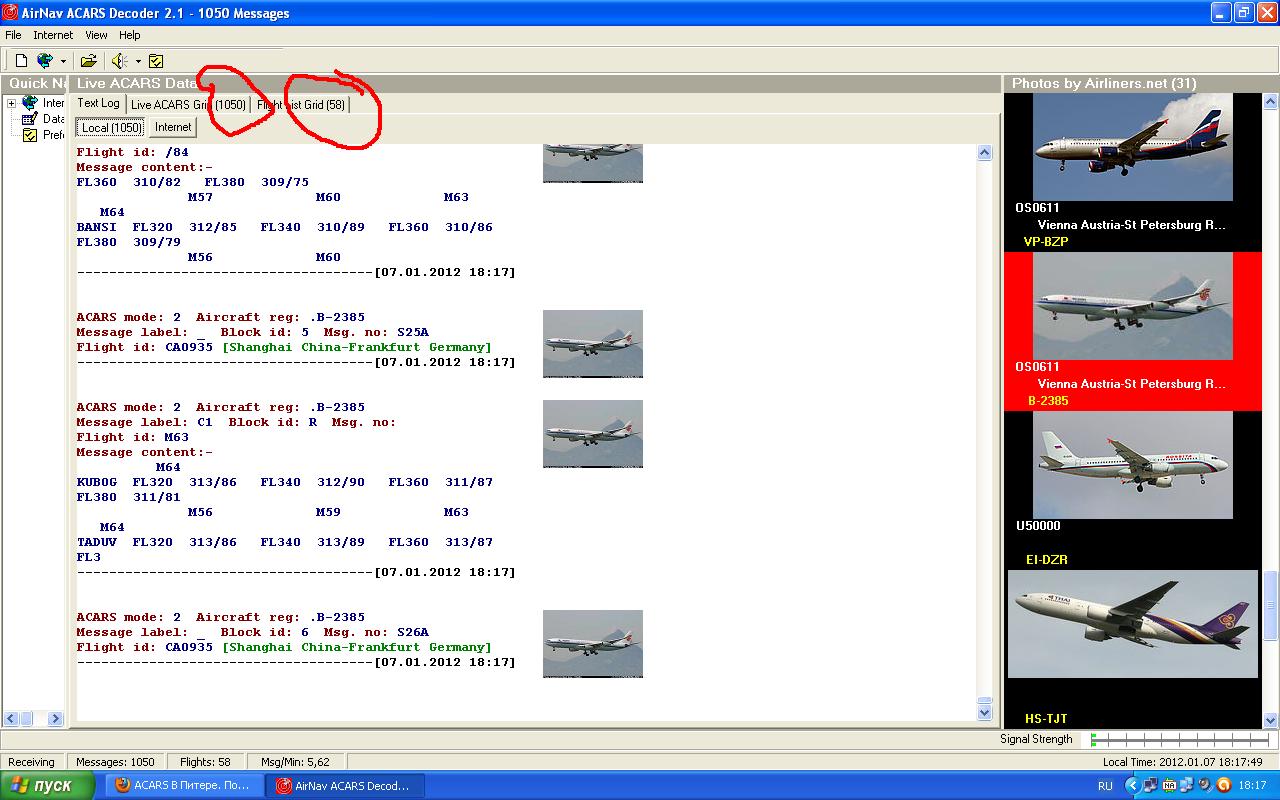 AirNav ACARS Decoder 2.1 - 1050 Messages
File Internet View Help
Quick Na
Inter
Data
Prefe
Live ACARS Data
Text Log Live ACARS Grid (1050) Flight List Grid (58)
Local (1050) Internet
Flight id: /84
Message content:-
FL360 310/82 FL380 309/75
M57 M60 M63
M64
BANSI FL320 312/85 FL340 310/89 FL360 310/86
FL380 309/79
M56 M60
--------------------------------------[07.01.2012 18:17]
ACARS mode: 2 Aircraft reg: .B-2385
Message label: _ Block id: 5 Msg. no: S25A
Flight id: CA0935 [Shanghai China-Frankfurt Germany]
--------------------------------------[07.01.2012 18:17]
ACARS mode: 2 Aircraft reg: .B-2385
Message label: C1 Block id: R Msg. no:
Flight id: M63
Message content:-
M64
KUBOG FL320 313/86 FL340 312/90 FL360 311/87
FL380 311/81
M56 M59 M63
M64
TADUV FL320 313/86 FL340 313/89 FL360 313/87
FL3
--------------------------------------[07.01.2012 18:17]
ACARS mode: 2 Aircraft reg: .B-2385
Message label: _ Block id: 6 Msg. no: S26A
Flight id: CA0935 [Shanghai China-Frankfurt Germany]
--------------------------------------[07.01.2012 18:17]
Photos by Airliners.net (31)
OS0611
Vienna Austria-St Petersburg R...
VP-BZP
OS0611
Vienna Austria-St Petersburg R...
B-2385
ROSSIYA
U50000
EI-DZR
THAI
HS-TJT
Signal Strength
Receiving Messages: 1050 Flights: 58 Msg/Min: 5,62 Local Time: 2012.01.07 18:17:49
пуск ACARS В Питере. По... AirNav ACARS Decod... RU 18:17